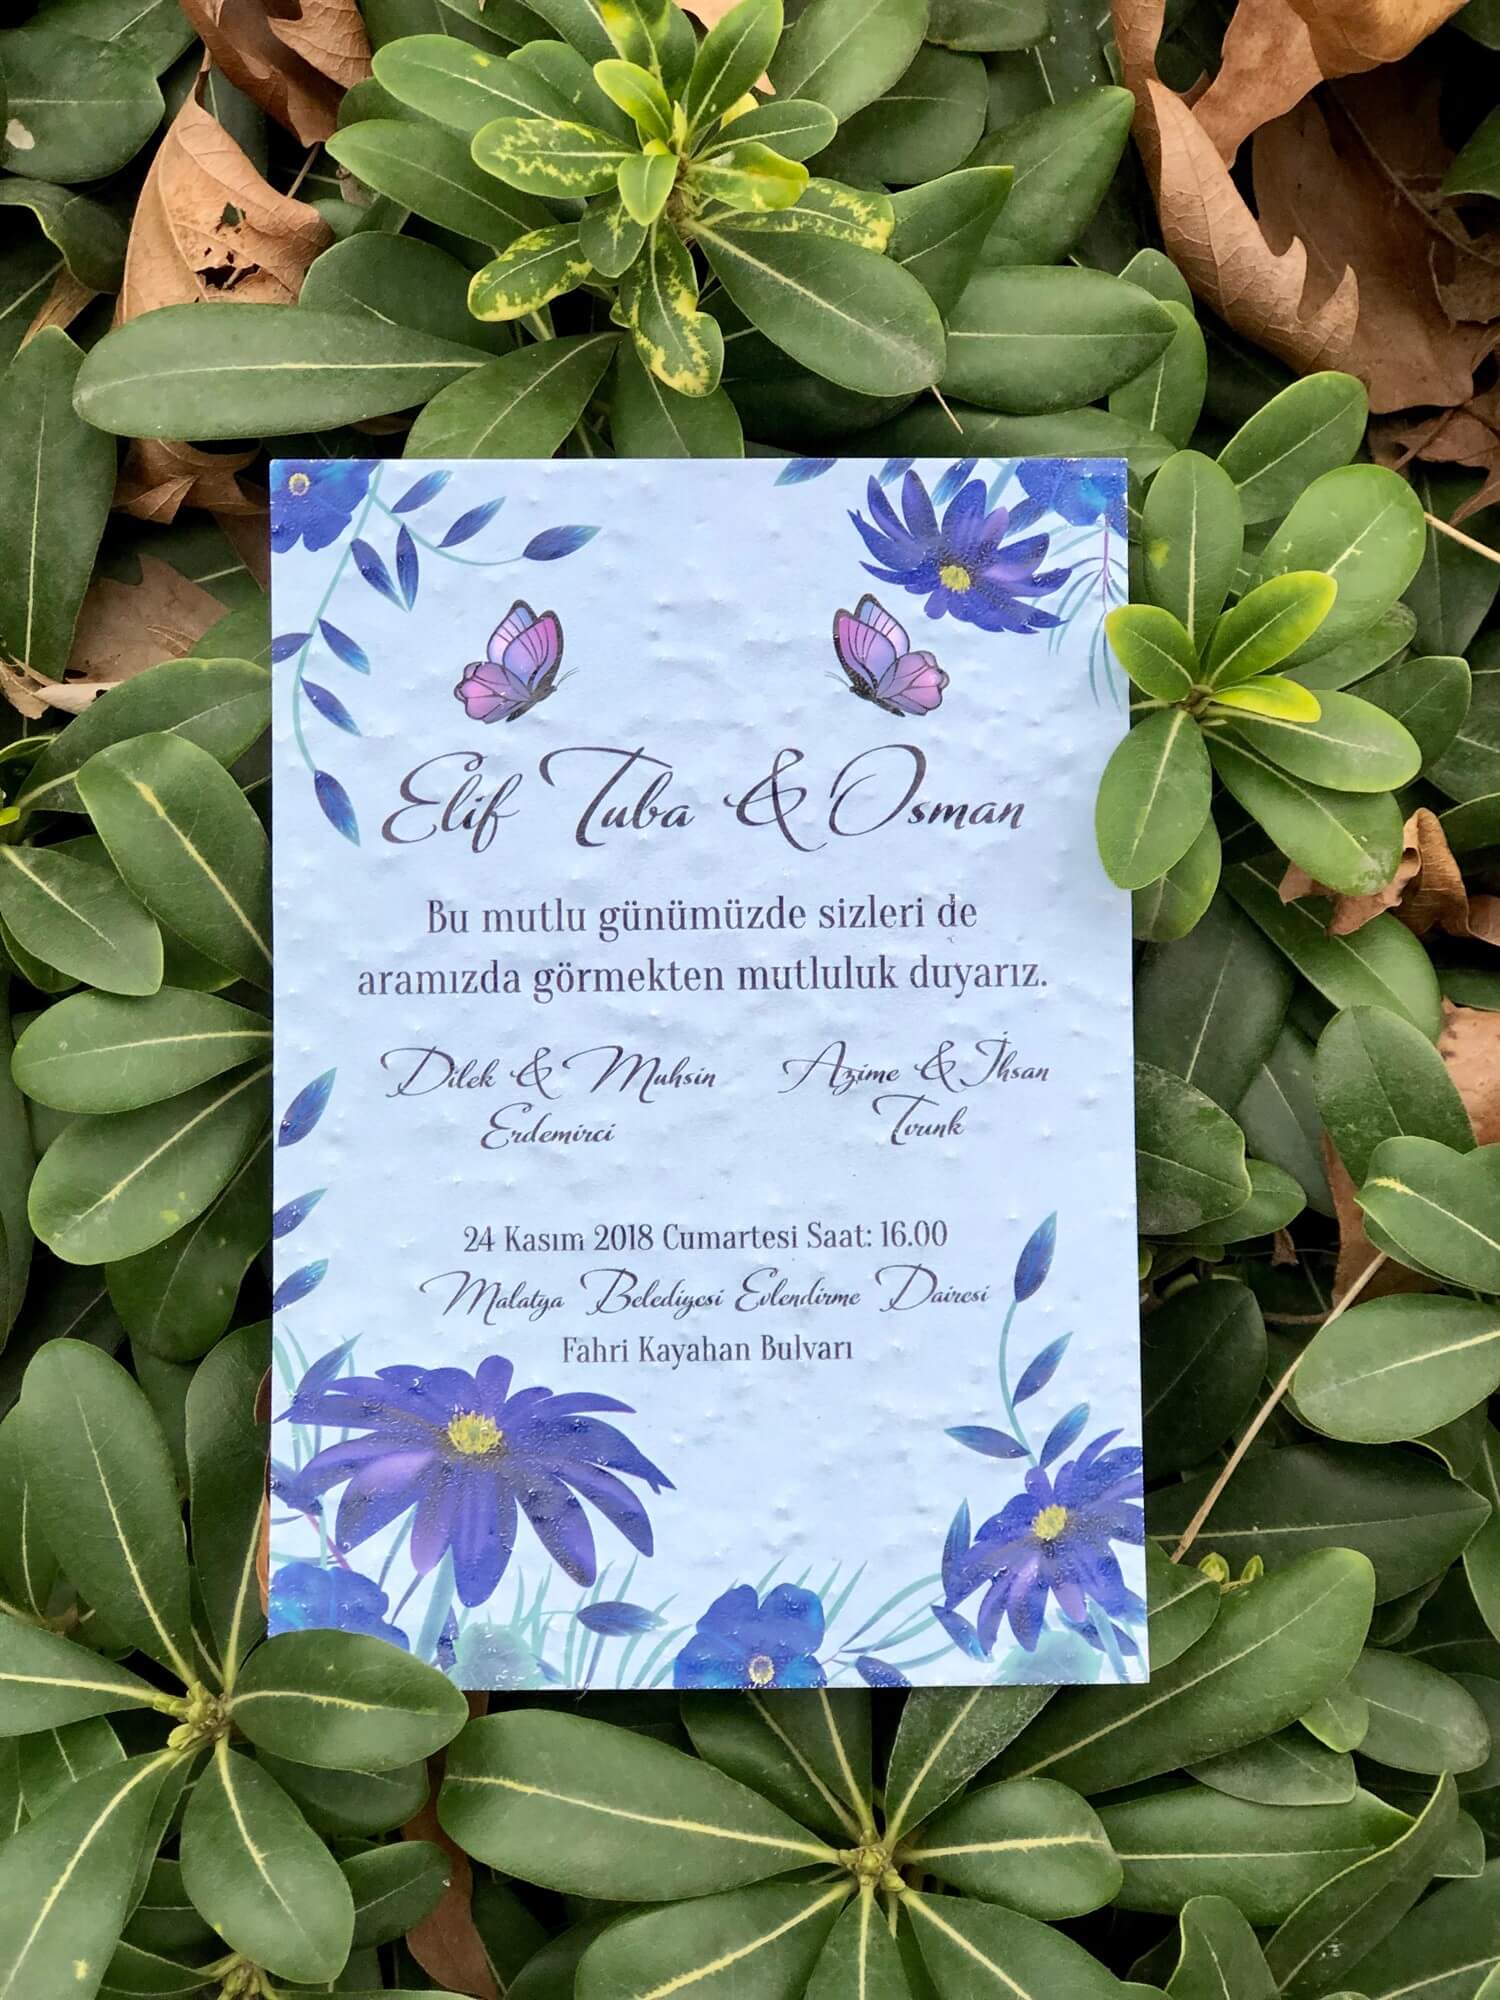 Elif Tuba & Osman
Bu mutlu günümüzde sizleri de
aramızda görmekten mutluluk duyarız.
Dilek & Muhsin
Erdemirci
Azime & İhsan
24 Kasım 2018 Cumartesi Saat: 16.00
Malatya Belediyesi Evlendirme Dairesi
Fahri Kayahan Bulvarı